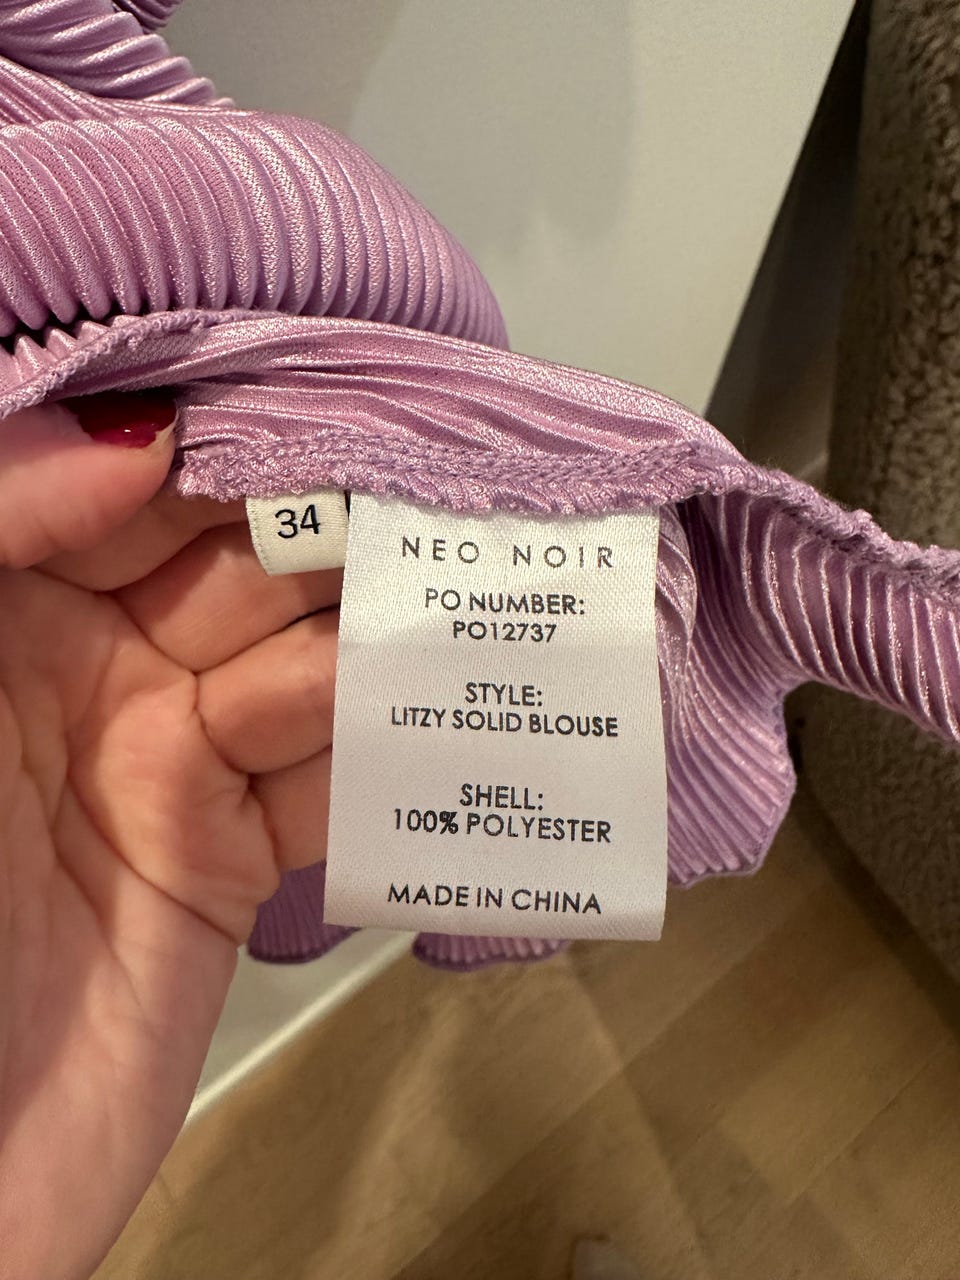 34
NEO NOIR
PO NUMBER:
PO12737
STYLE:
LITZY SOLID BLOUSE
SHELL:
100% POLYESTER
MADE IN CHINA